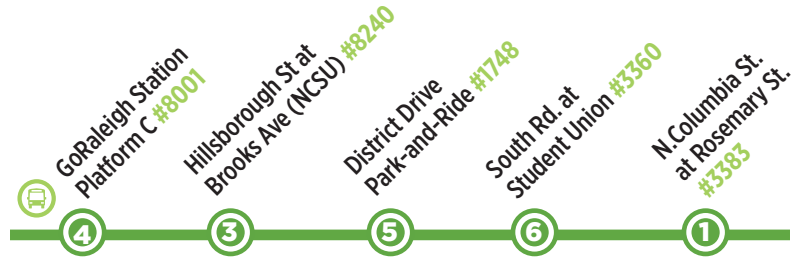 GoRaleigh Station
Platform C #8001
Hillsborough St at
Brooks Ave (NCSU) #8240
District Drive
Park-and-Ride #1748
South Rd. at
Student Union #3360
N.Columbia St.
at Rosemary St.
#3383
4
3
5
6
1